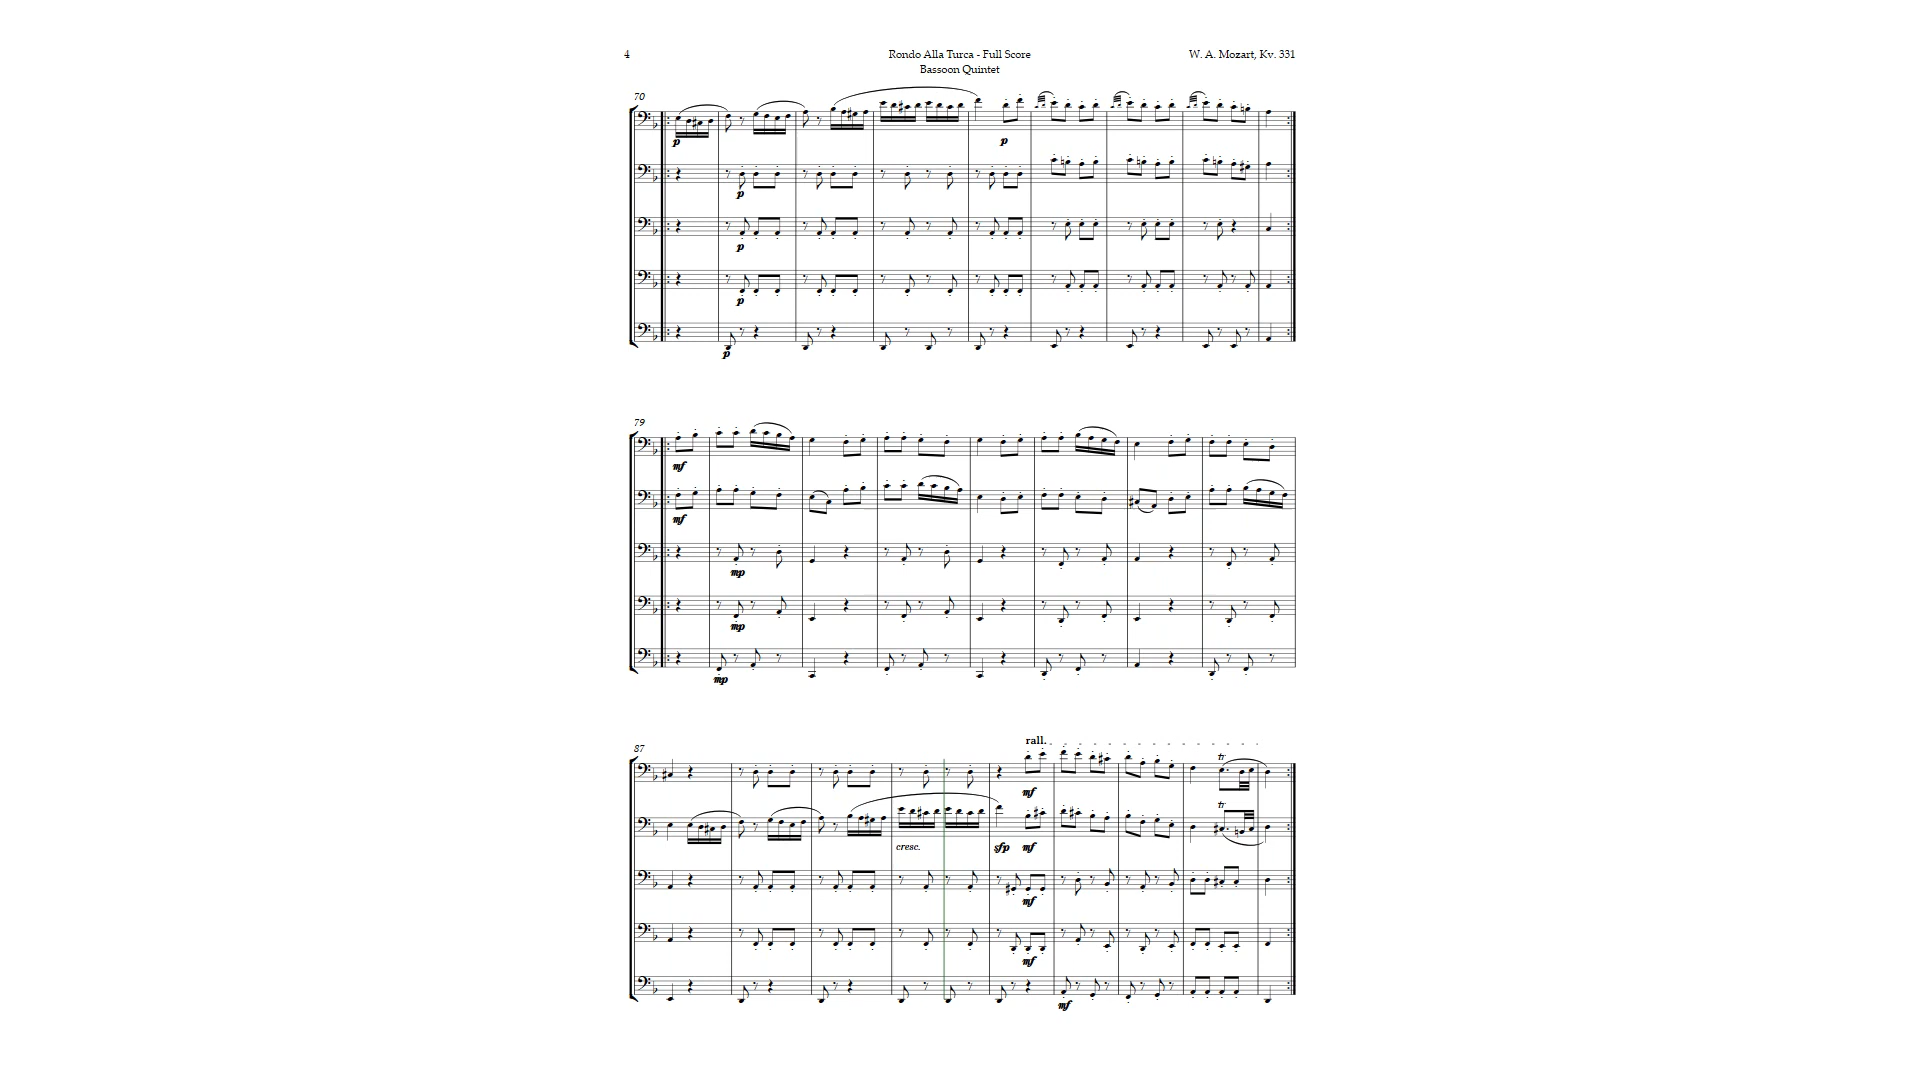 4 Rondo Alla Turca - Full Score W. A. Mozart, Kv. 331
Bassoon Quintet
70
p p
p
p
p
p
79
mf
mf
mp
mp
mp
87
rall.
tr
mf
tr
cresc. sfp mf
mf
mf
mf